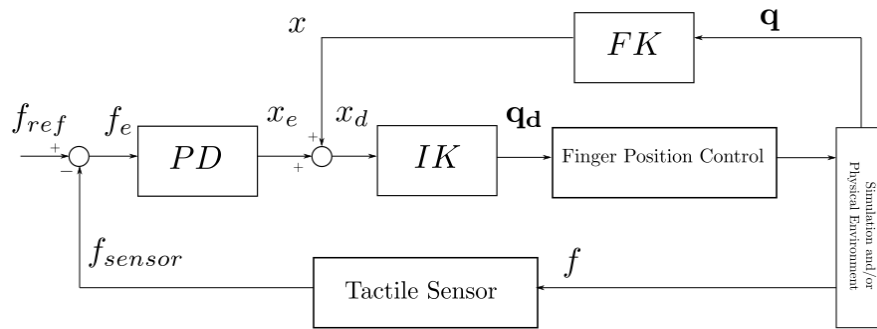 x
FK
q
f_ref
f_e
x_e
x_d
q_d
+
−
PD
+
+
IK
Finger Position Control
Simulation and/or
Physical Environment
f_sensor
f
Tactile Sensor